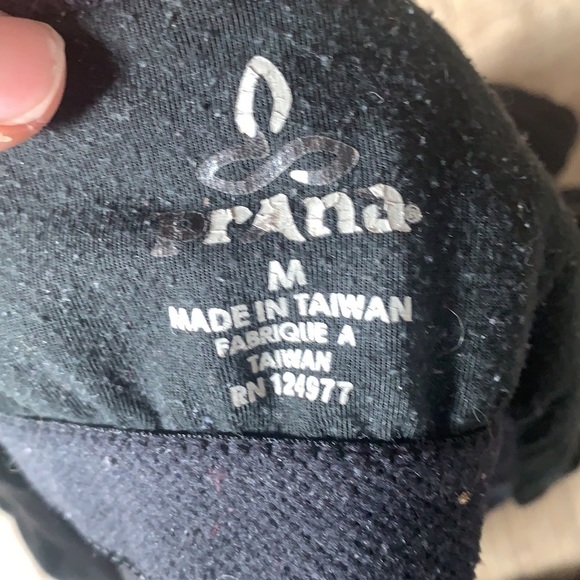 prAna®
M
MADE IN TAIWAN
FABRIQUE A
TAIWAN
RN 124977